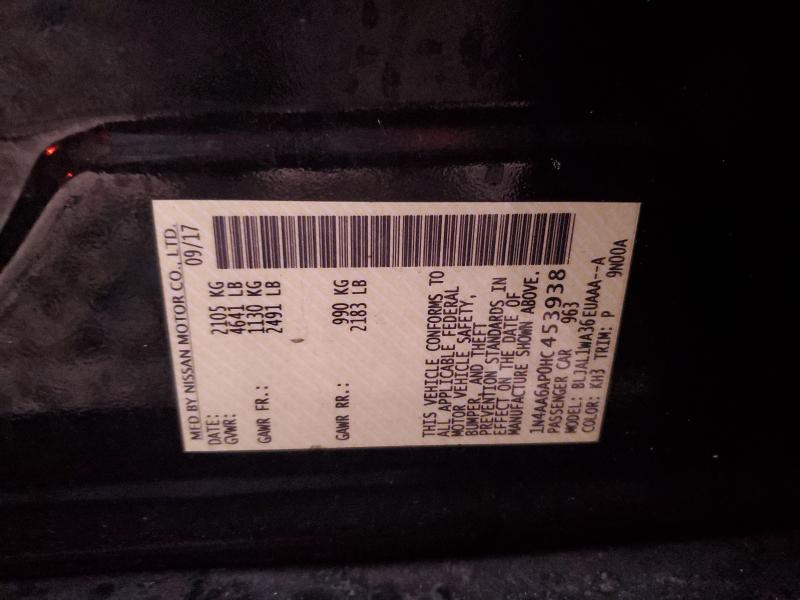 MFD BY NISSAN MOTOR CO., LTD.
DATE: 09/17
GVWR: 2105 KG
4641 LB
GAWR FR.: 1130 KG
2491 LB
GAWR RR.: 990 KG
2183 LB
THIS VEHICLE CONFORMS TO
ALL APPLICABLE FEDERAL
MOTOR VEHICLE SAFETY,
BUMPER, AND THEFT
PREVENTION STANDARDS IN
EFFECT ON THE DATE OF
MANUFACTURE SHOWN ABOVE.
1N4AA6AP0HC453938
PASSENGER CAR 963
MODEL: BLJAL1WA36EUAAA--A
COLOR: KH3 TRIM: P 9N00A